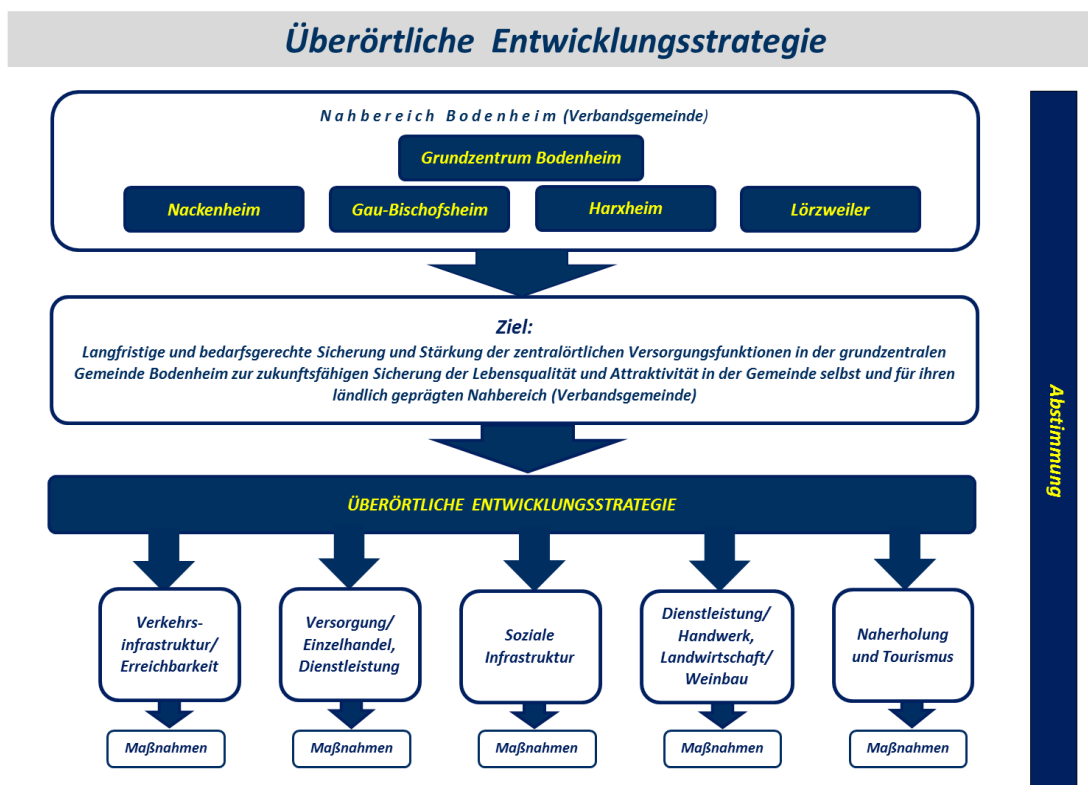 Überörtliche Entwicklungsstrategie
Nahbereich Bodenheim (Verbandsgemeinde)
Grundzentrum Bodenheim
Nackenheim
Gau-Bischofsheim
Harxheim
Lörzweiler
Ziel:
Langfristige und bedarfsgerechte Sicherung und Stärkung der zentralörtlichen Versorgungsfunktionen in der grundzentralen
Gemeinde Bodenheim zur zukunftsfähigen Sicherung der Lebensqualität und Attraktivität in der Gemeinde selbst und für ihren
ländlich geprägten Nahbereich (Verbandsgemeinde)
ÜBERÖRTLICHE ENTWICKLUNGSSTRATEGIE
Verkehrs-
infrastruktur/
Erreichbarkeit
Versorgung/
Einzelhandel,
Dienstleistung
Soziale
Infrastruktur
Dienstleistung/
Handwerk,
Landwirtschaft/
Weinbau
Naherholung
und Tourismus
Maßnahmen
Maßnahmen
Maßnahmen
Maßnahmen
Maßnahmen
Abstimmung